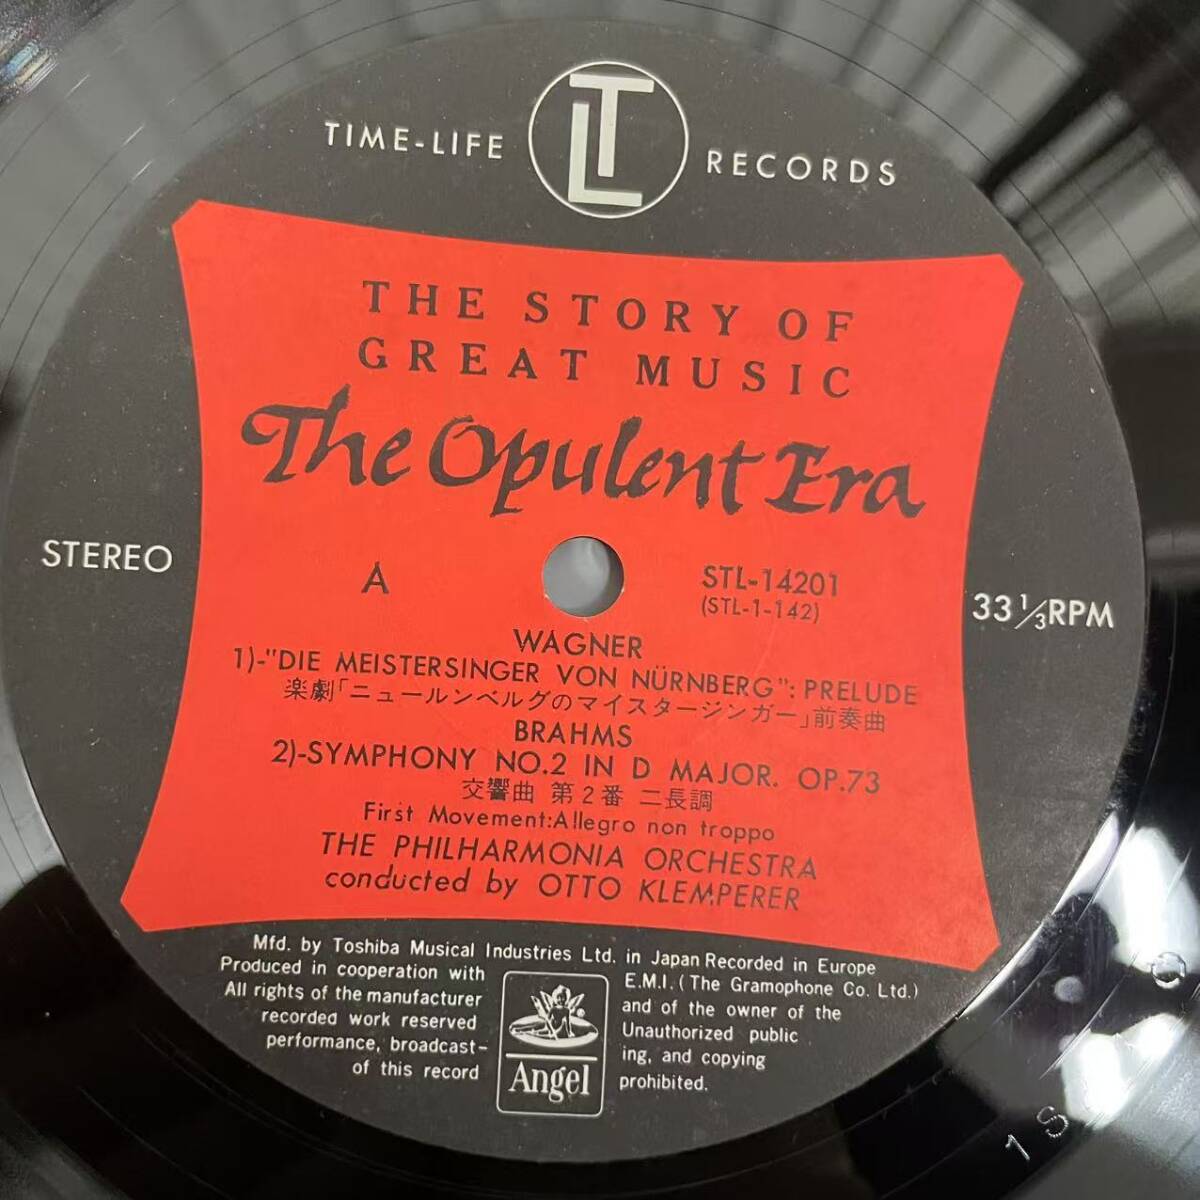 TIME-LIFE TL RECORDS
THE STORY OF
GREAT MUSIC
The Opulent Era
STEREO
A
STL-14201
(STL-1-142)
33 1/3 RPM
WAGNER
1)-"DIE MEISTERSINGER VON NÜRNBERG": PRELUDE
楽劇「ニュールンベルグのマイスタージンガー」前奏曲
BRAHMS
2)-SYMPHONY NO.2 IN D MAJOR. OP.73
交響曲 第2番 二長調
First Movement:Allegro non troppo
THE PHILHARMONIA ORCHESTRA
conducted by OTTO KLEMPERER
Mfd. by Toshiba Musical Industries Ltd. in Japan Recorded in Europe
Produced in cooperation with E.M.I. (The Gramophone Co. Ltd.)
All rights of the manufacturer and of the owner of the
recorded work reserved Unauthorized public
performance, broadcast- ing, and copying
of this record prohibited.
Angel
1S